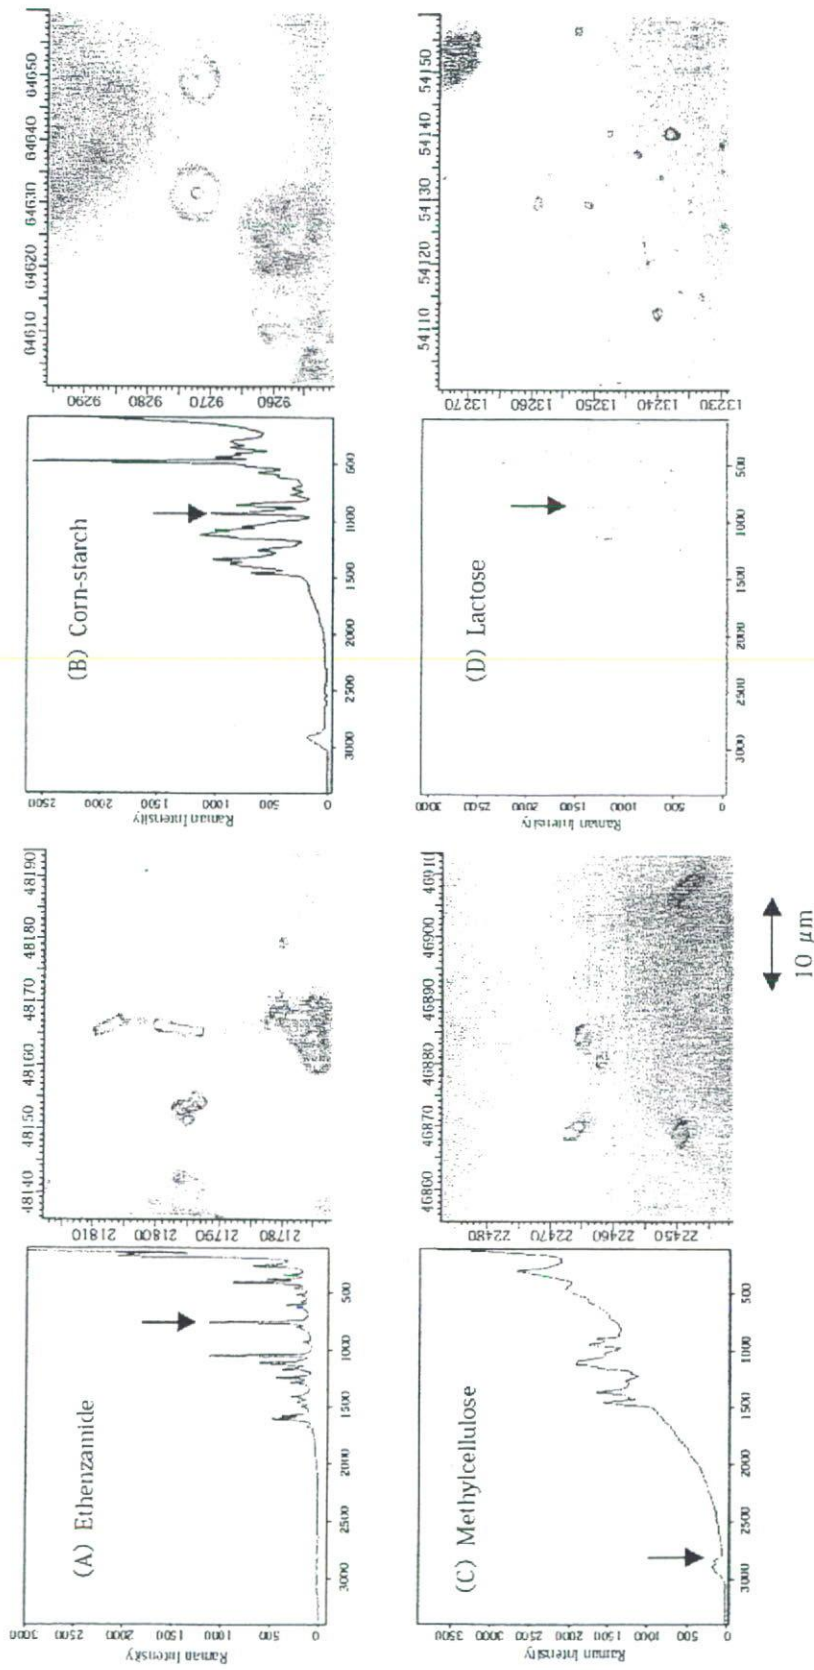 (A) Ethenzamide
Raman Intensity
3000 2500 2000 1500 1000 500 0
3000 2500 2000 1500 1000 500
48140 48150 48160 48170 48180 48190
21810 21800 21790 21780
(B) Corn-starch
Raman Intensity
2500 2000 1500 1000 500 0
3000 2500 2000 1500 1000 600
64610 64620 64630 64640 64650
9290 9280 9270 9260
(C) Methylcellulose
Raman Intensity
3500 3000 2500 2000 1500 1000 500 0
3000 2500 2000 1500 1000 500
46860 46870 46880 46890 46900 46910
22480 22470 22460 22450
(D) Lactose
Raman Intensity
3000 2500 2000 1500 1000 500 0
3000 2500 2000 1500 1000 500
54110 54120 54130 54140 54150
13270 13260 13250 13240 13230
10 µm